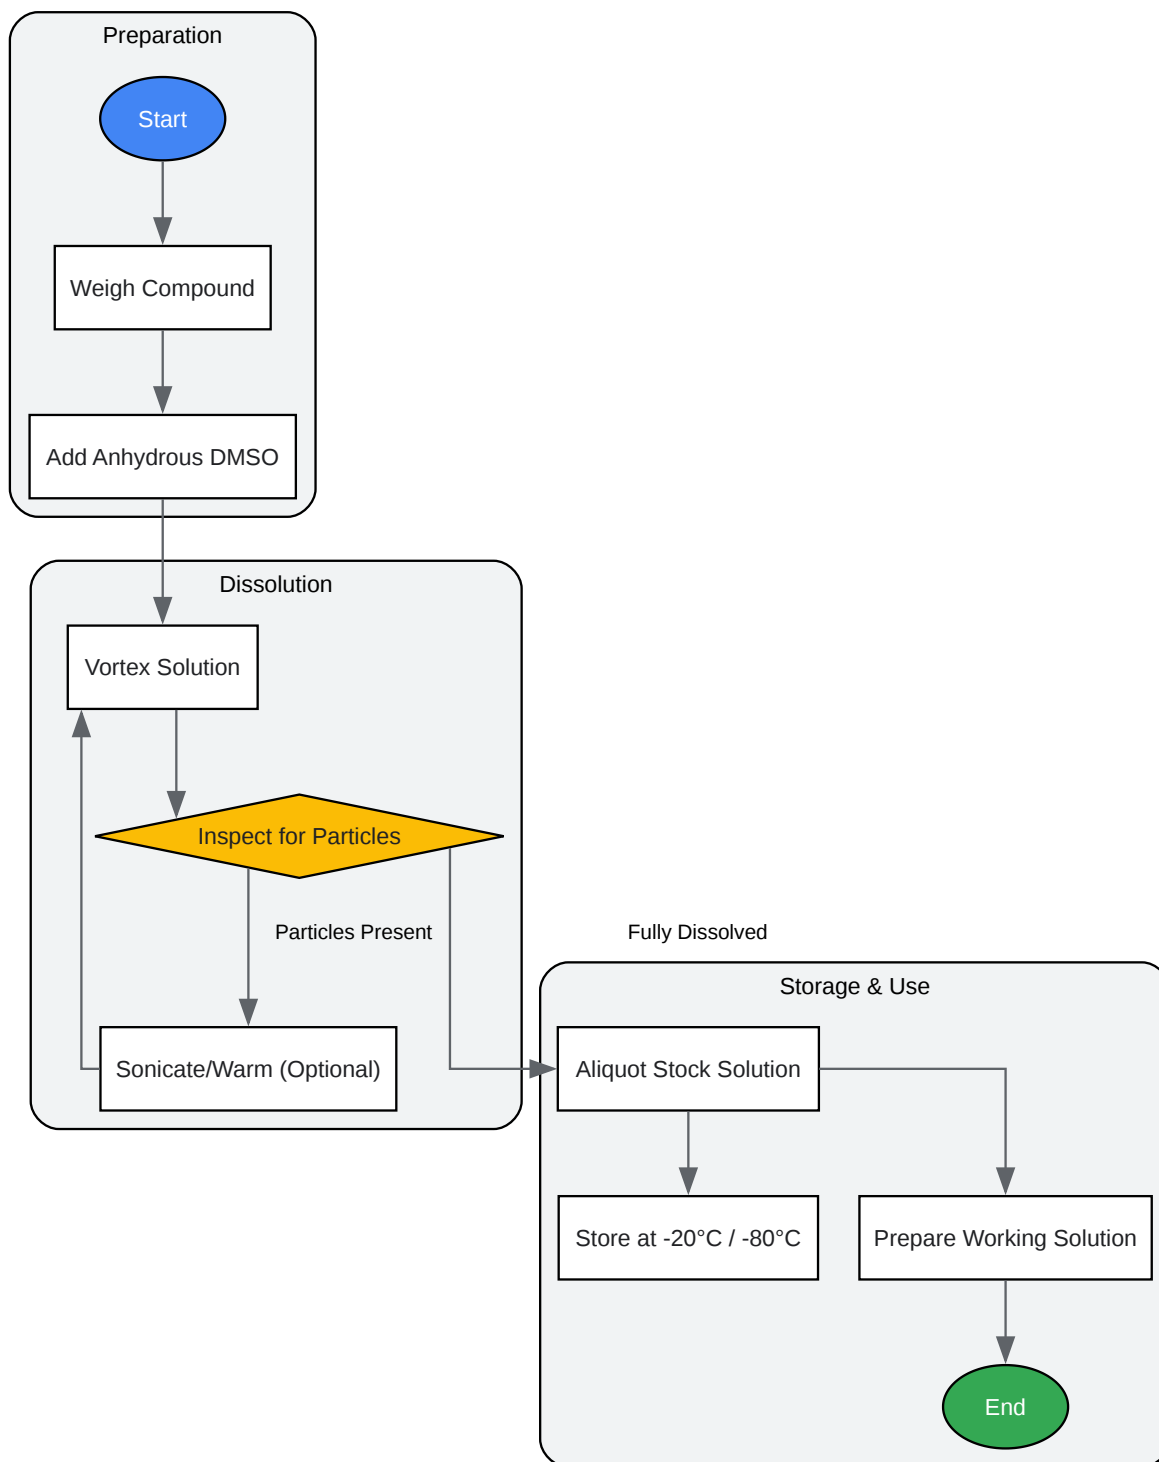 Preparation
Start
Weigh Compound
Add Anhydrous DMSO
Dissolution
Vortex Solution
Inspect for Particles
Particles Present
Fully Dissolved
Sonicate/Warm (Optional)
Storage & Use
Aliquot Stock Solution
Store at -20°C / -80°C
Prepare Working Solution
End